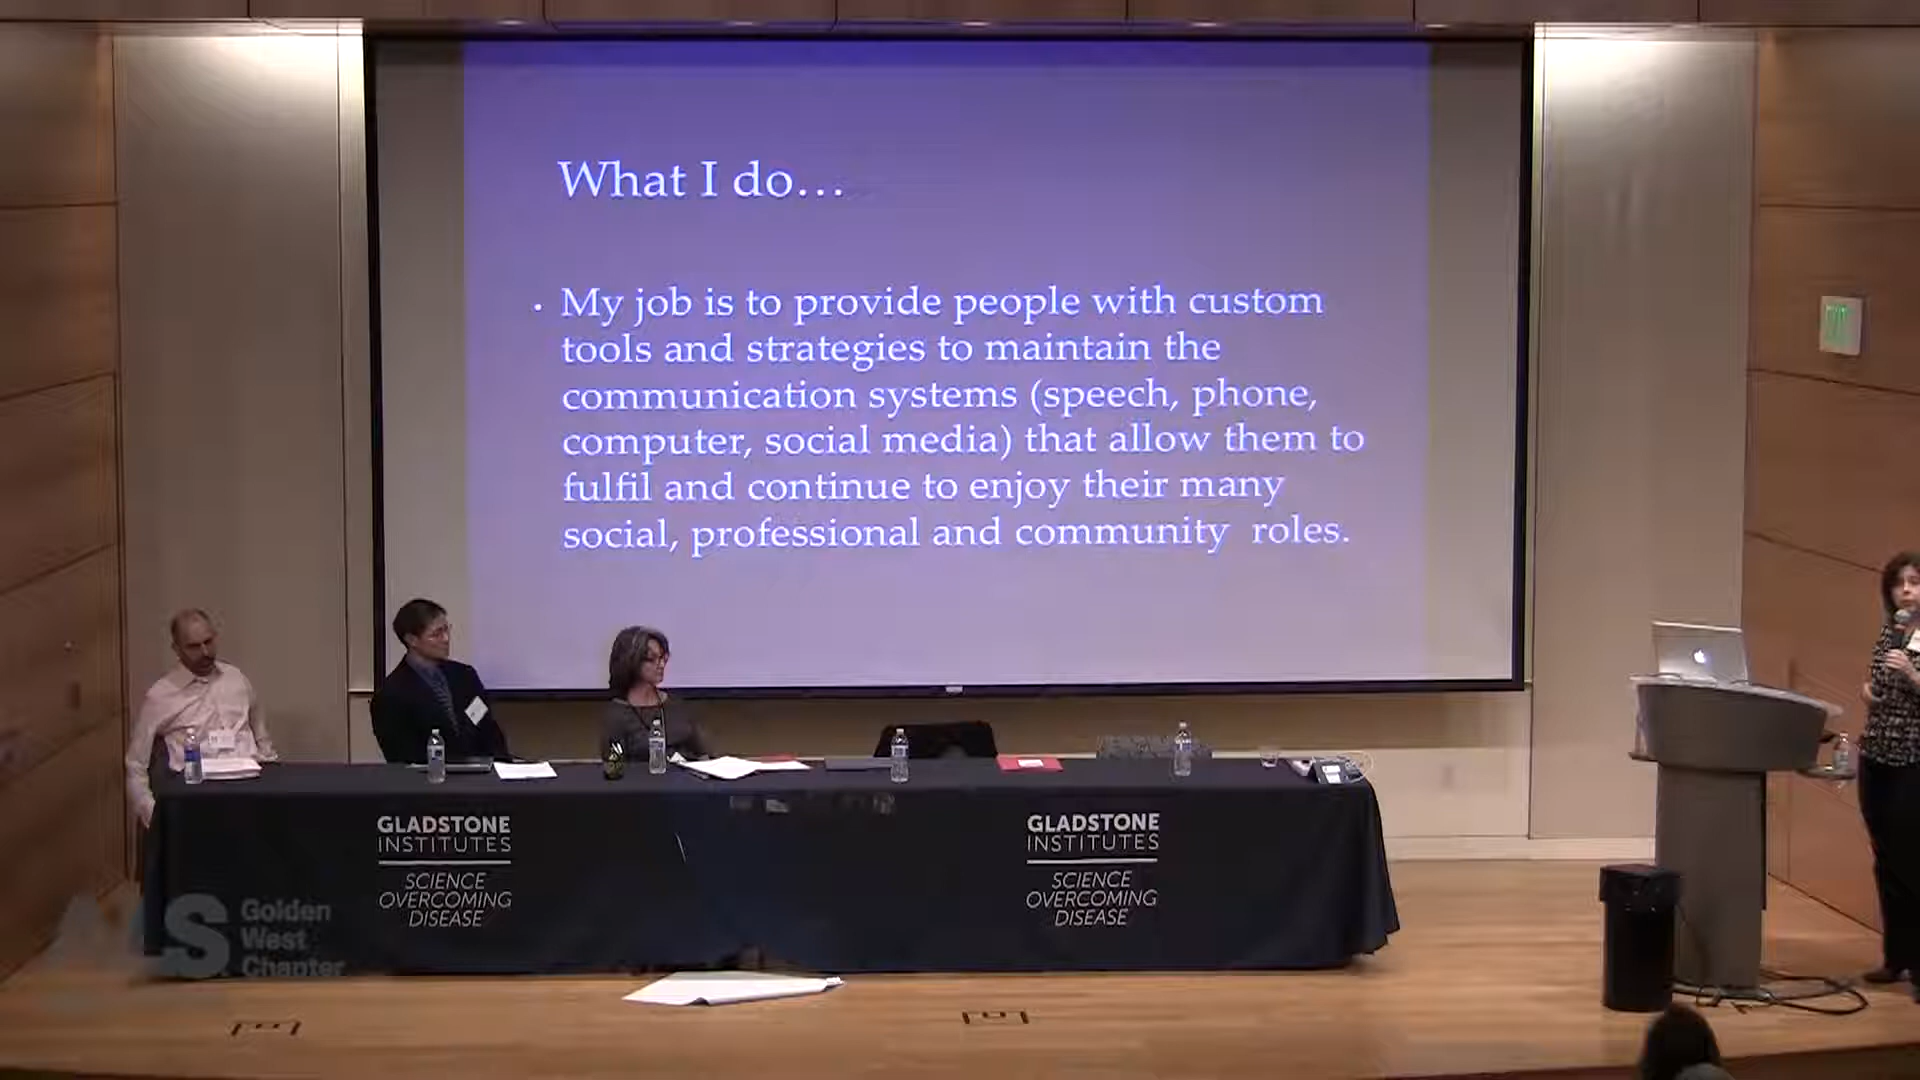 What I do...
· My job is to provide people with custom
tools and strategies to maintain the
communication systems (speech, phone,
computer, social media) that allow them to
fulfil and continue to enjoy their many
social, professional and community roles.
GLADSTONE
INSTITUTES
SCIENCE
OVERCOMING
DISEASE
GLADSTONE
INSTITUTES
SCIENCE
OVERCOMING
DISEASE
Golden
West
Chapter